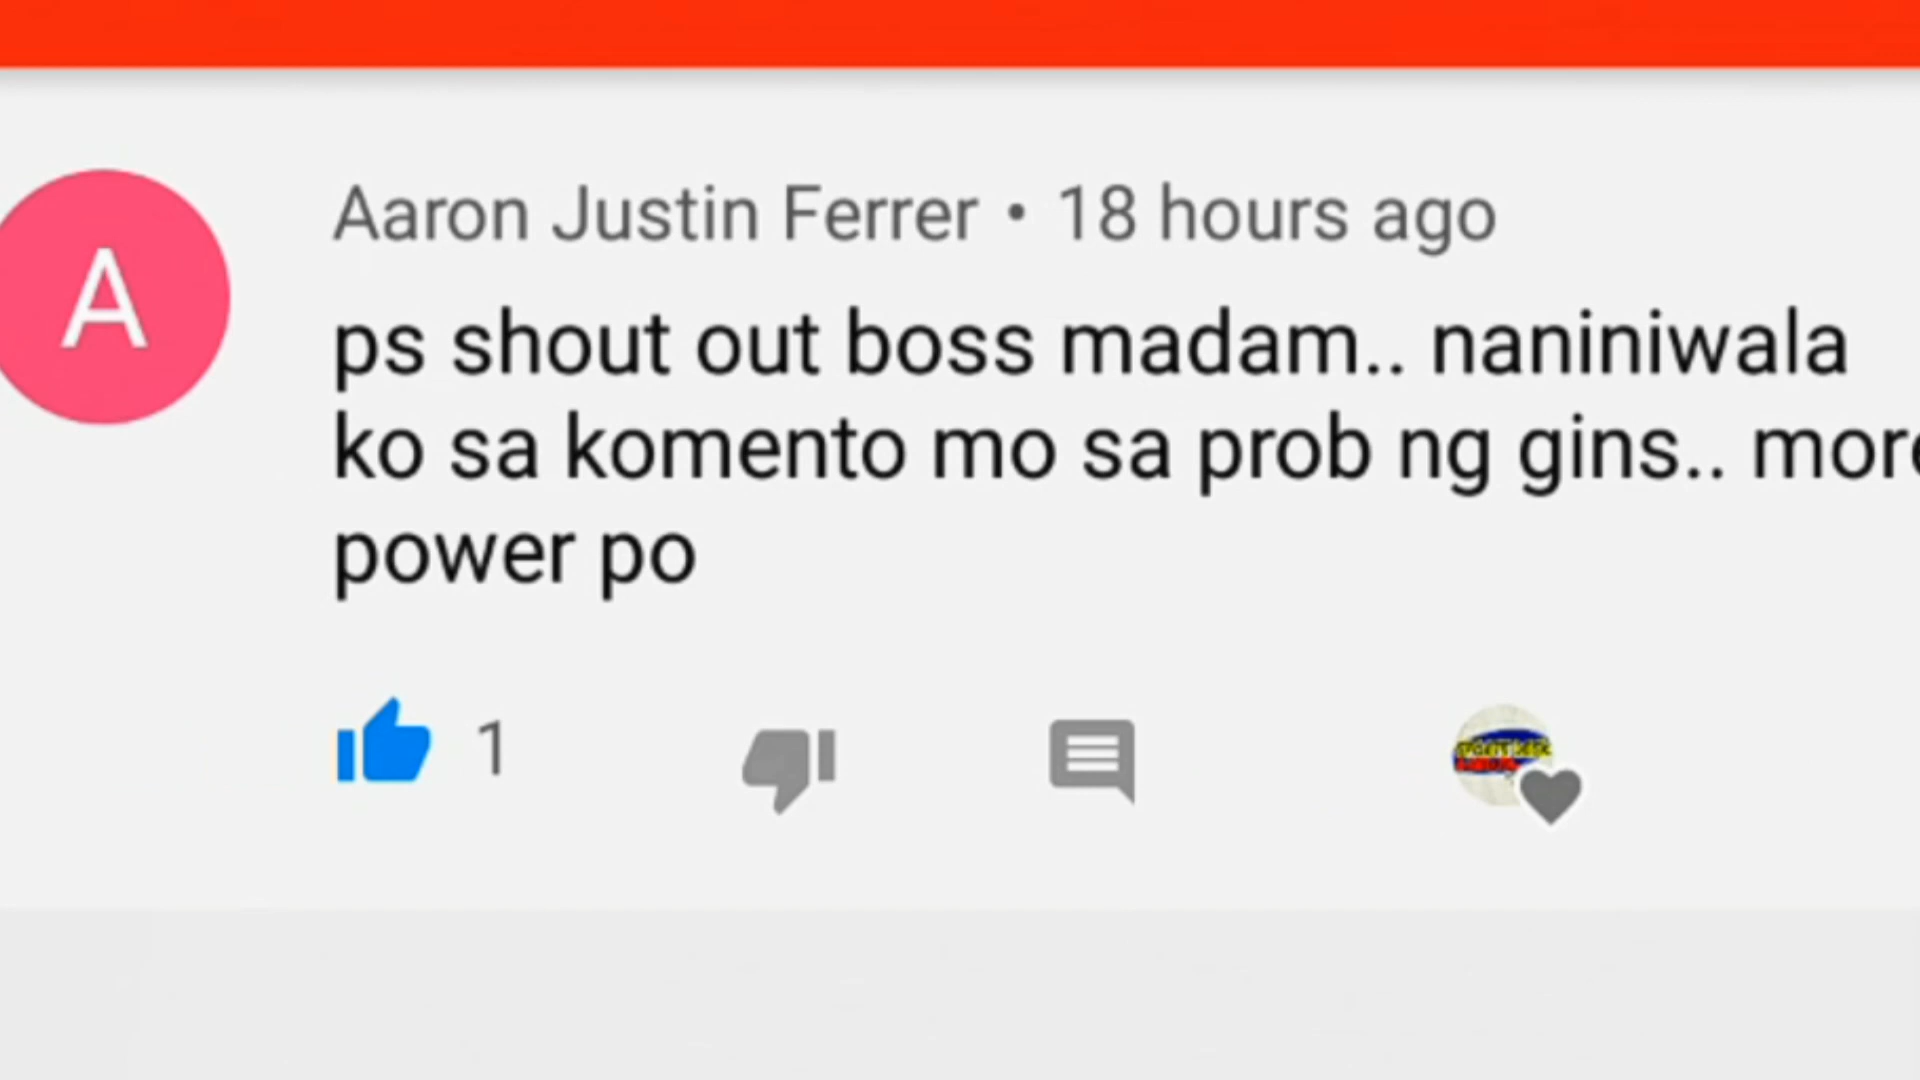 A
Aaron Justin Ferrer • 18 hours ago
ps shout out boss madam.. naniniwala
ko sa komento mo sa prob ng gins.. more
power po
1